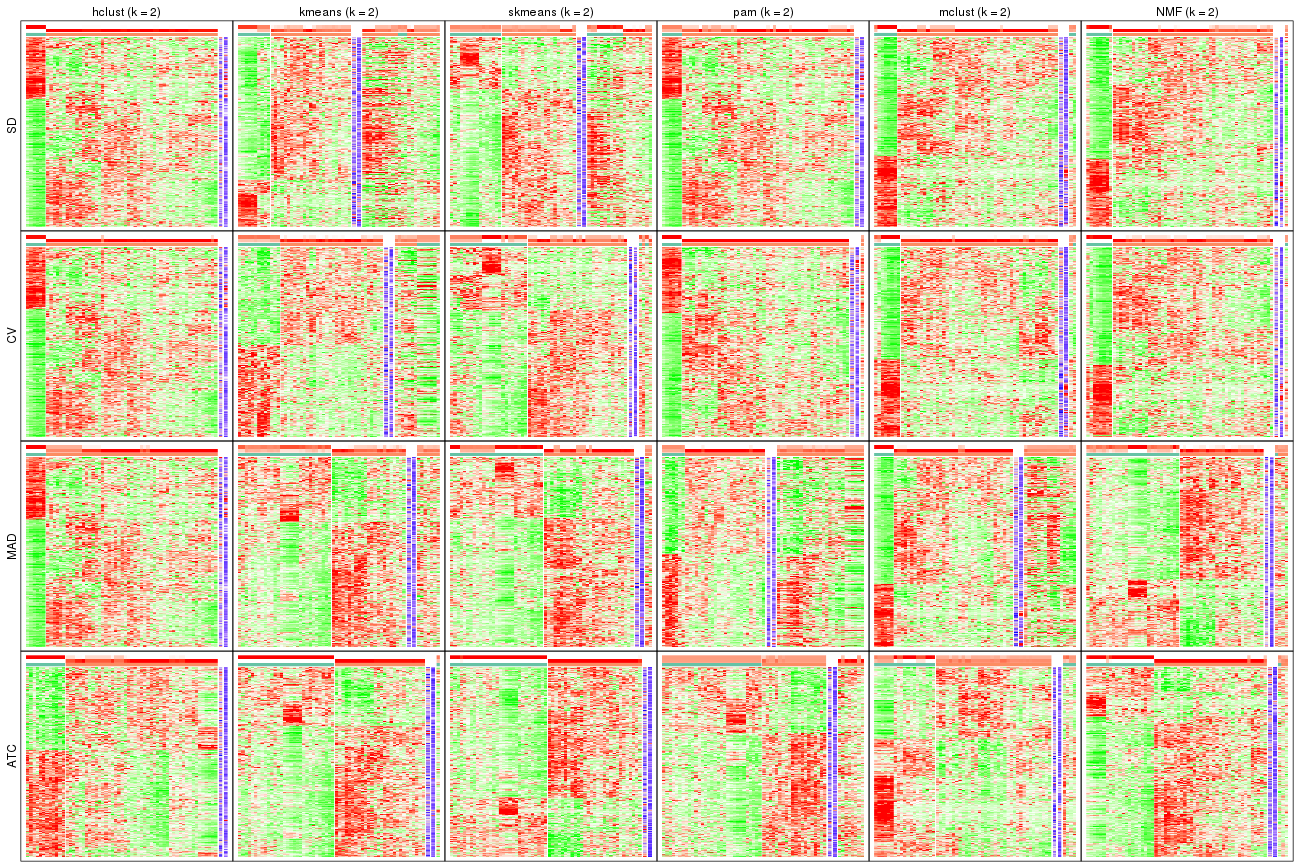 hclust (k = 2) kmeans (k = 2) skmeans (k = 2) pam (k = 2) mclust (k = 2) NMF (k = 2)
SD
CV
MAD
ATC